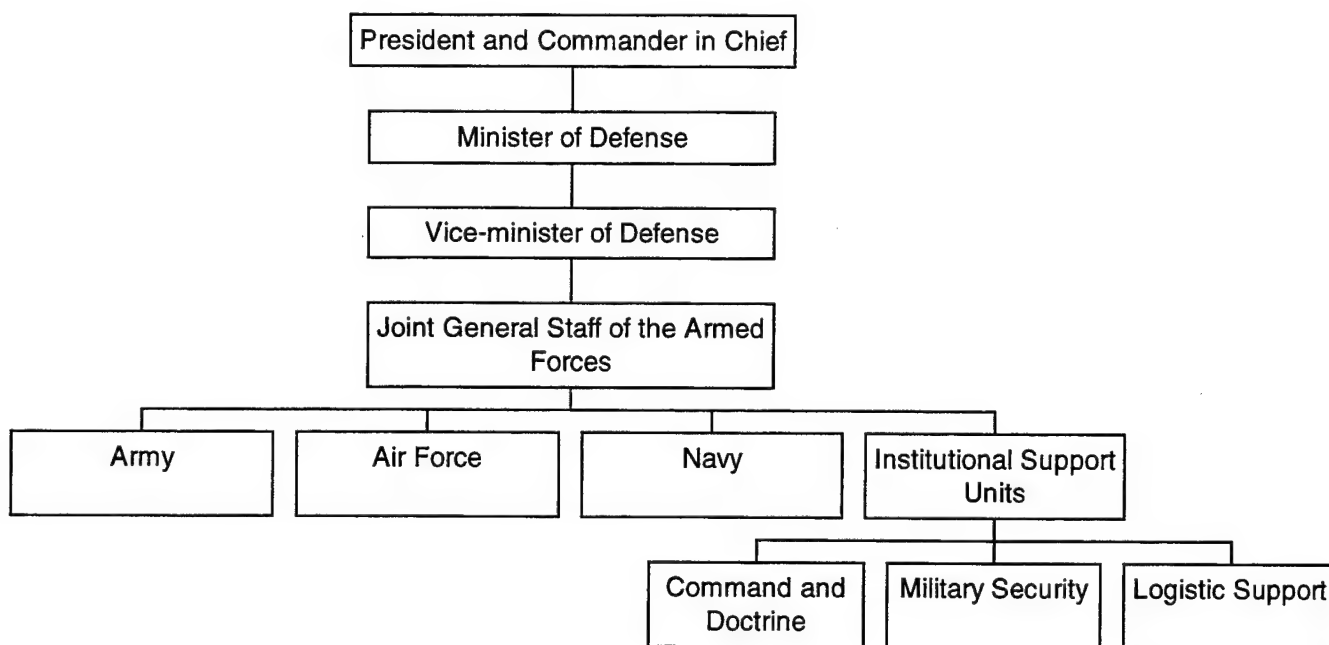 President and Commander in Chief
Minister of Defense
Vice-minister of Defense
Joint General Staff of the Armed
Forces
Army
Air Force
Navy
Institutional Support
Units
Command and
Doctrine
Military Security
Logistic Support